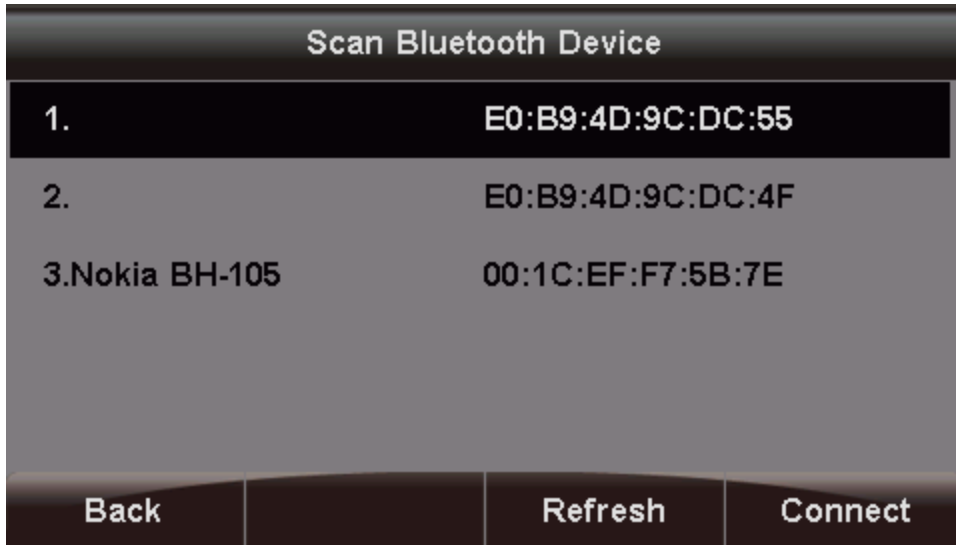 Scan Bluetooth Device
1. E0:B9:4D:9C:DC:55
2. E0:B9:4D:9C:DC:4F
3.Nokia BH-105 00:1C:EF:F7:5B:7E
Back Refresh Connect